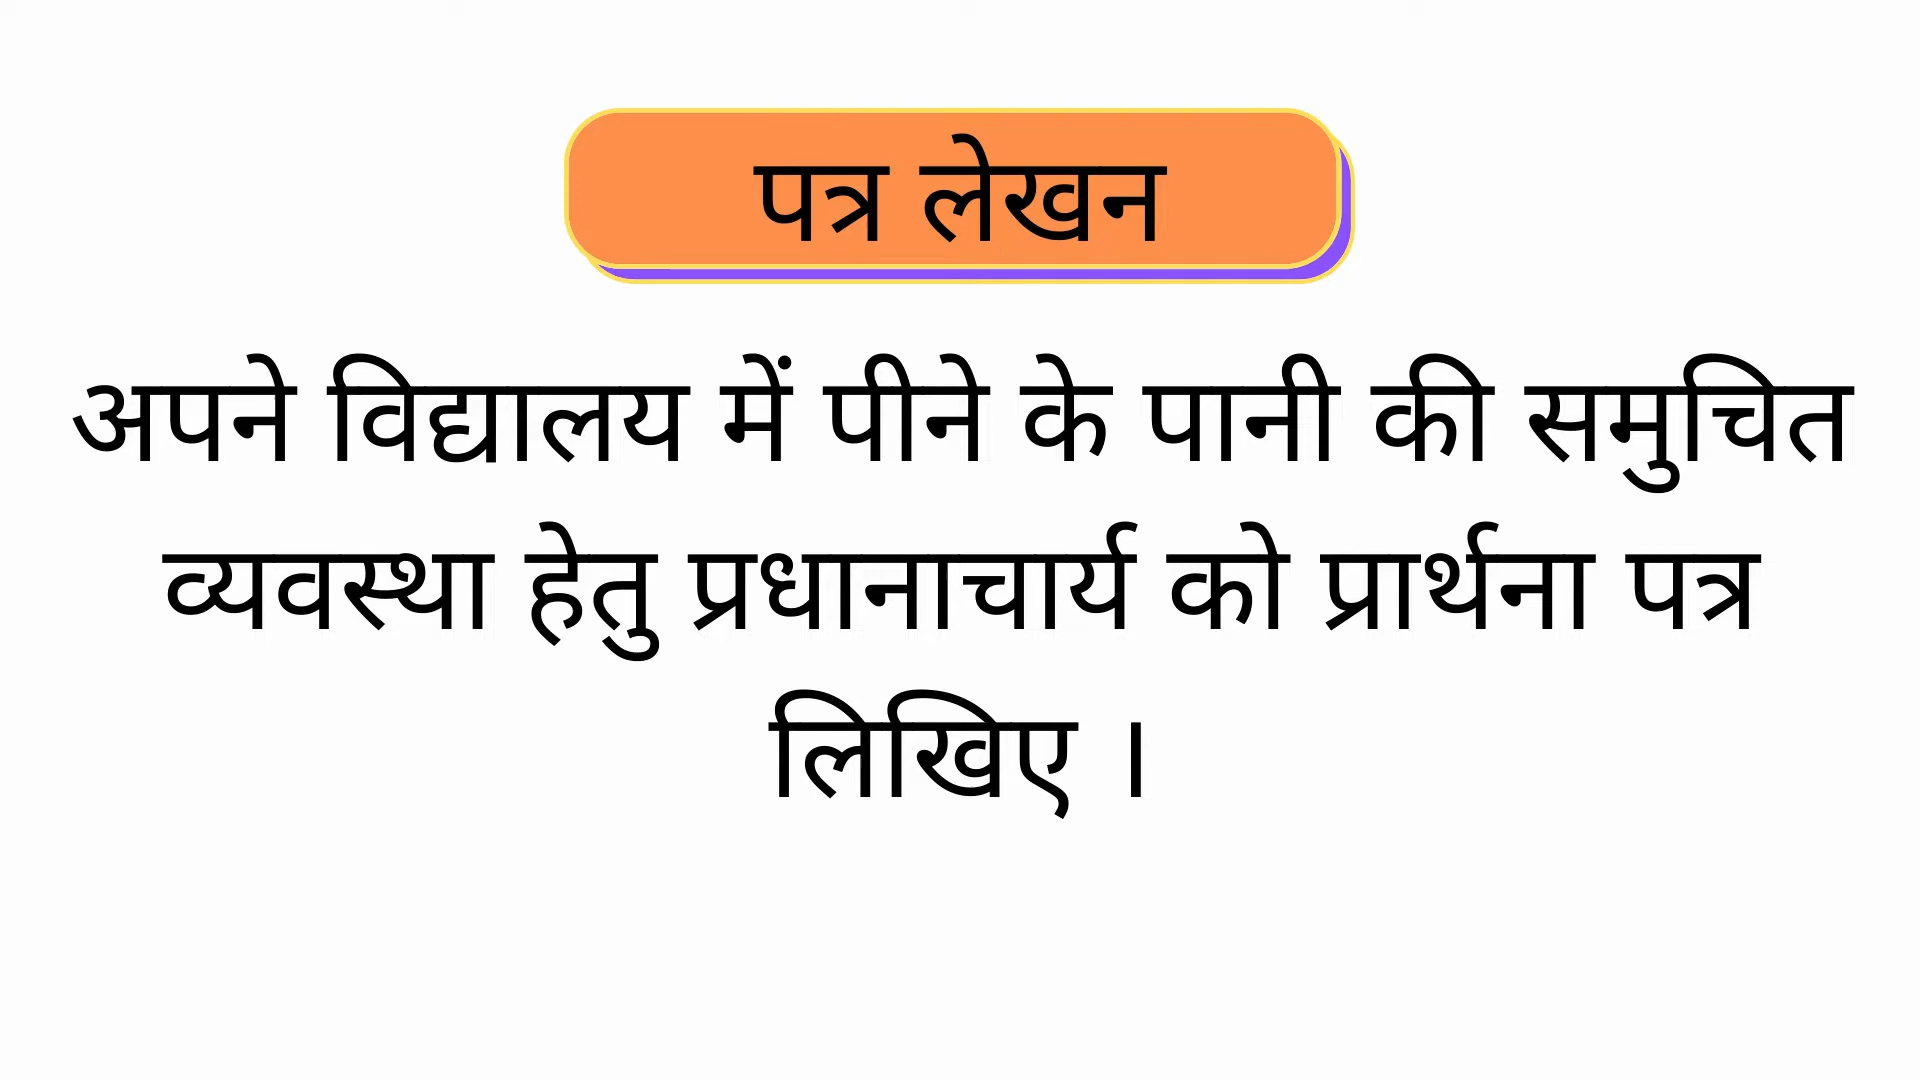 पत्र लेखन
अपने विद्यालय में पीने के पानी की समुचित
व्यवस्था हेतु प्रधानाचार्य को प्रार्थना पत्र
लिखिए ।